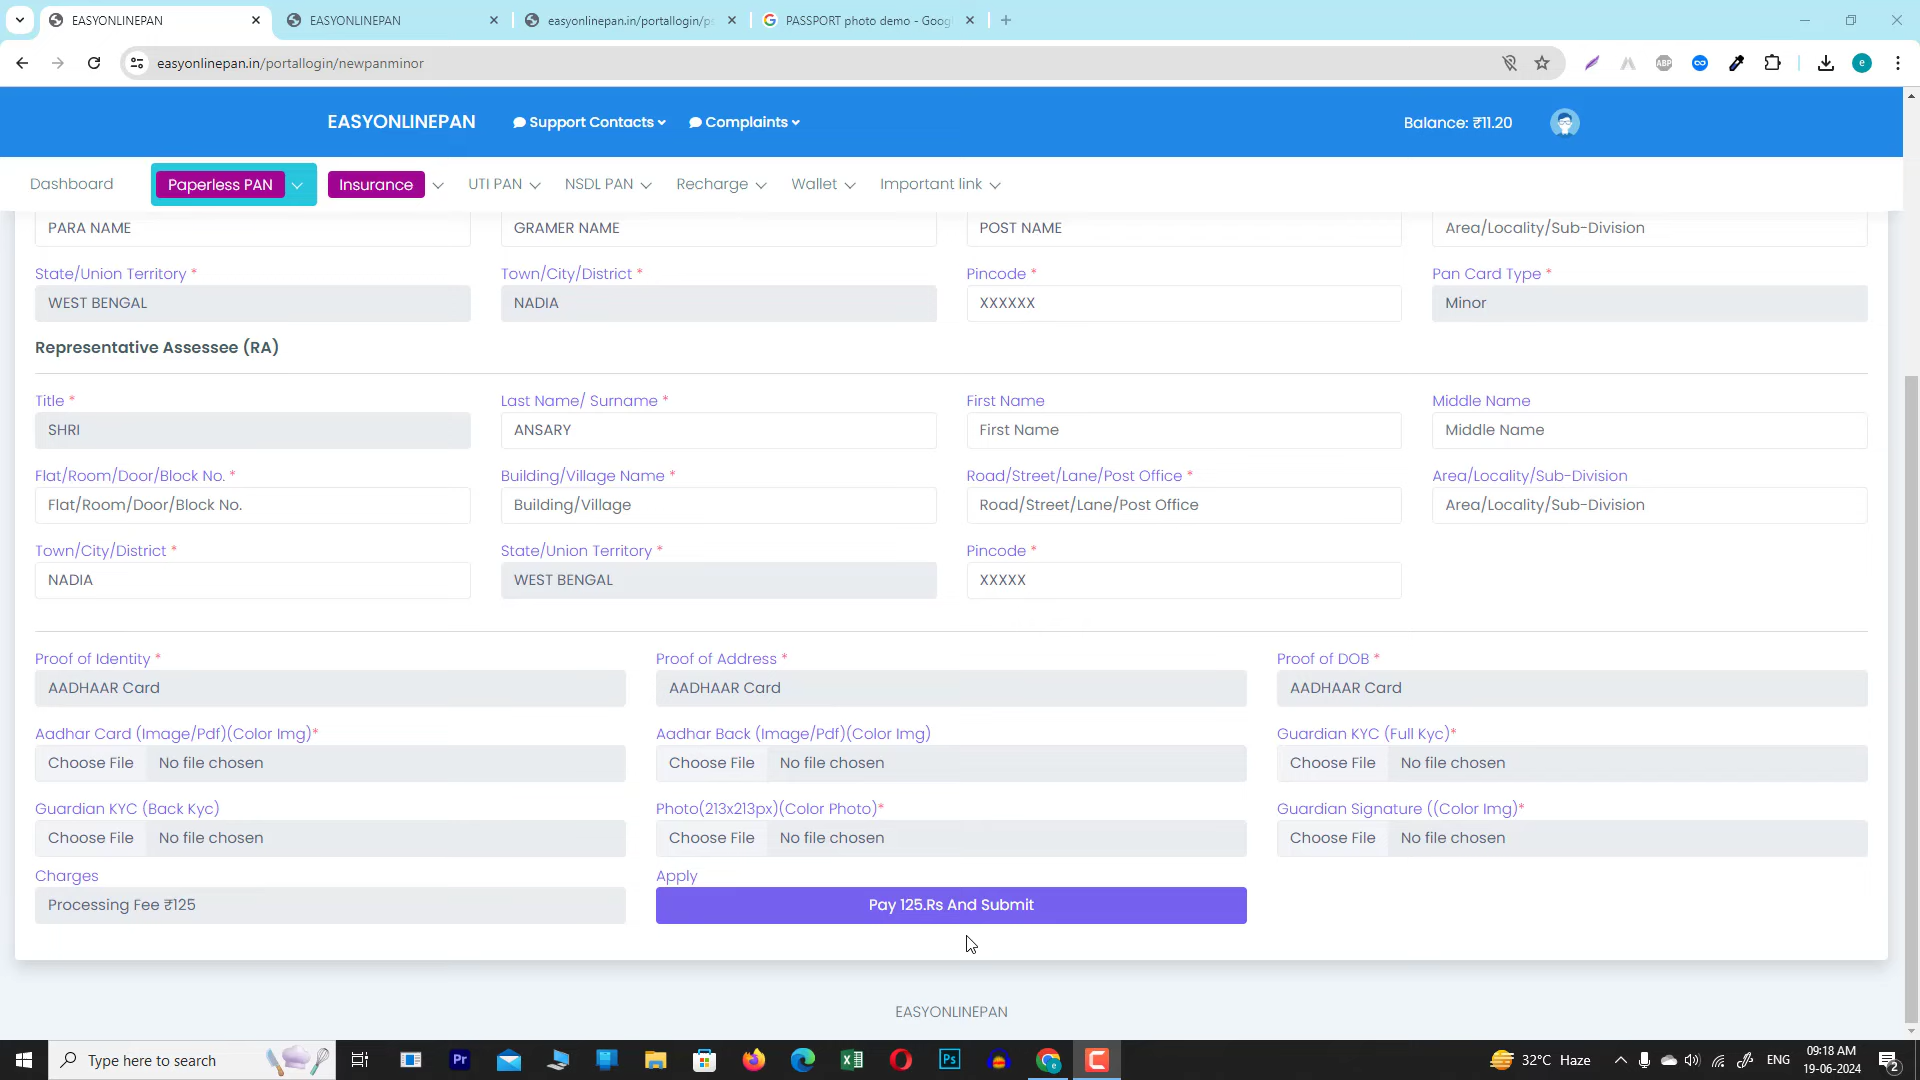 EASYONLINEPAN
EASYONLINEPAN
easyonlinepan.in/portallogin/ps
PASSPORT photo demo - Goog
easyonlinepan.in/portallogin/newpanminor
ABP
e
EASYONLINEPAN
Support Contacts
Complaints
Balance: ₹11.20
Dashboard
Paperless PAN
Insurance
UTI PAN
NSDL PAN
Recharge
Wallet
Important link
PARA NAME
GRAMER NAME
POST NAME
Area/Locality/Sub-Division
State/Union Territory *
Town/City/District *
Pincode *
Pan Card Type *
WEST BENGAL
NADIA
XXXXXX
Minor
Representative Assessee (RA)
Title *
Last Name/ Surname *
First Name
Middle Name
SHRI
ANSARY
First Name
Middle Name
Flat/Room/Door/Block No. *
Building/Village Name *
Road/Street/Lane/Post Office *
Area/Locality/Sub-Division
Flat/Room/Door/Block No.
Building/Village
Road/Street/Lane/Post Office
Area/Locality/Sub-Division
Town/City/District *
State/Union Territory *
Pincode *
NADIA
WEST BENGAL
XXXXX
Proof of Identity *
Proof of Address *
Proof of DOB *
AADHAAR Card
AADHAAR Card
AADHAAR Card
Aadhar Card (Image/Pdf)(Color Img)*
Aadhar Back (Image/Pdf)(Color Img)
Guardian KYC (Full Kyc)*
Choose File No file chosen
Choose File No file chosen
Choose File No file chosen
Guardian KYC (Back Kyc)
Photo(213x213px)(Color Photo)*
Guardian Signature ((Color Img)*
Choose File No file chosen
Choose File No file chosen
Choose File No file chosen
Charges
Apply
Processing Fee ₹125
Pay 125.Rs And Submit
EASYONLINEPAN
Type here to search
Pr
Ps
32°C Haze
ENG
09:18 AM
19-06-2024
2